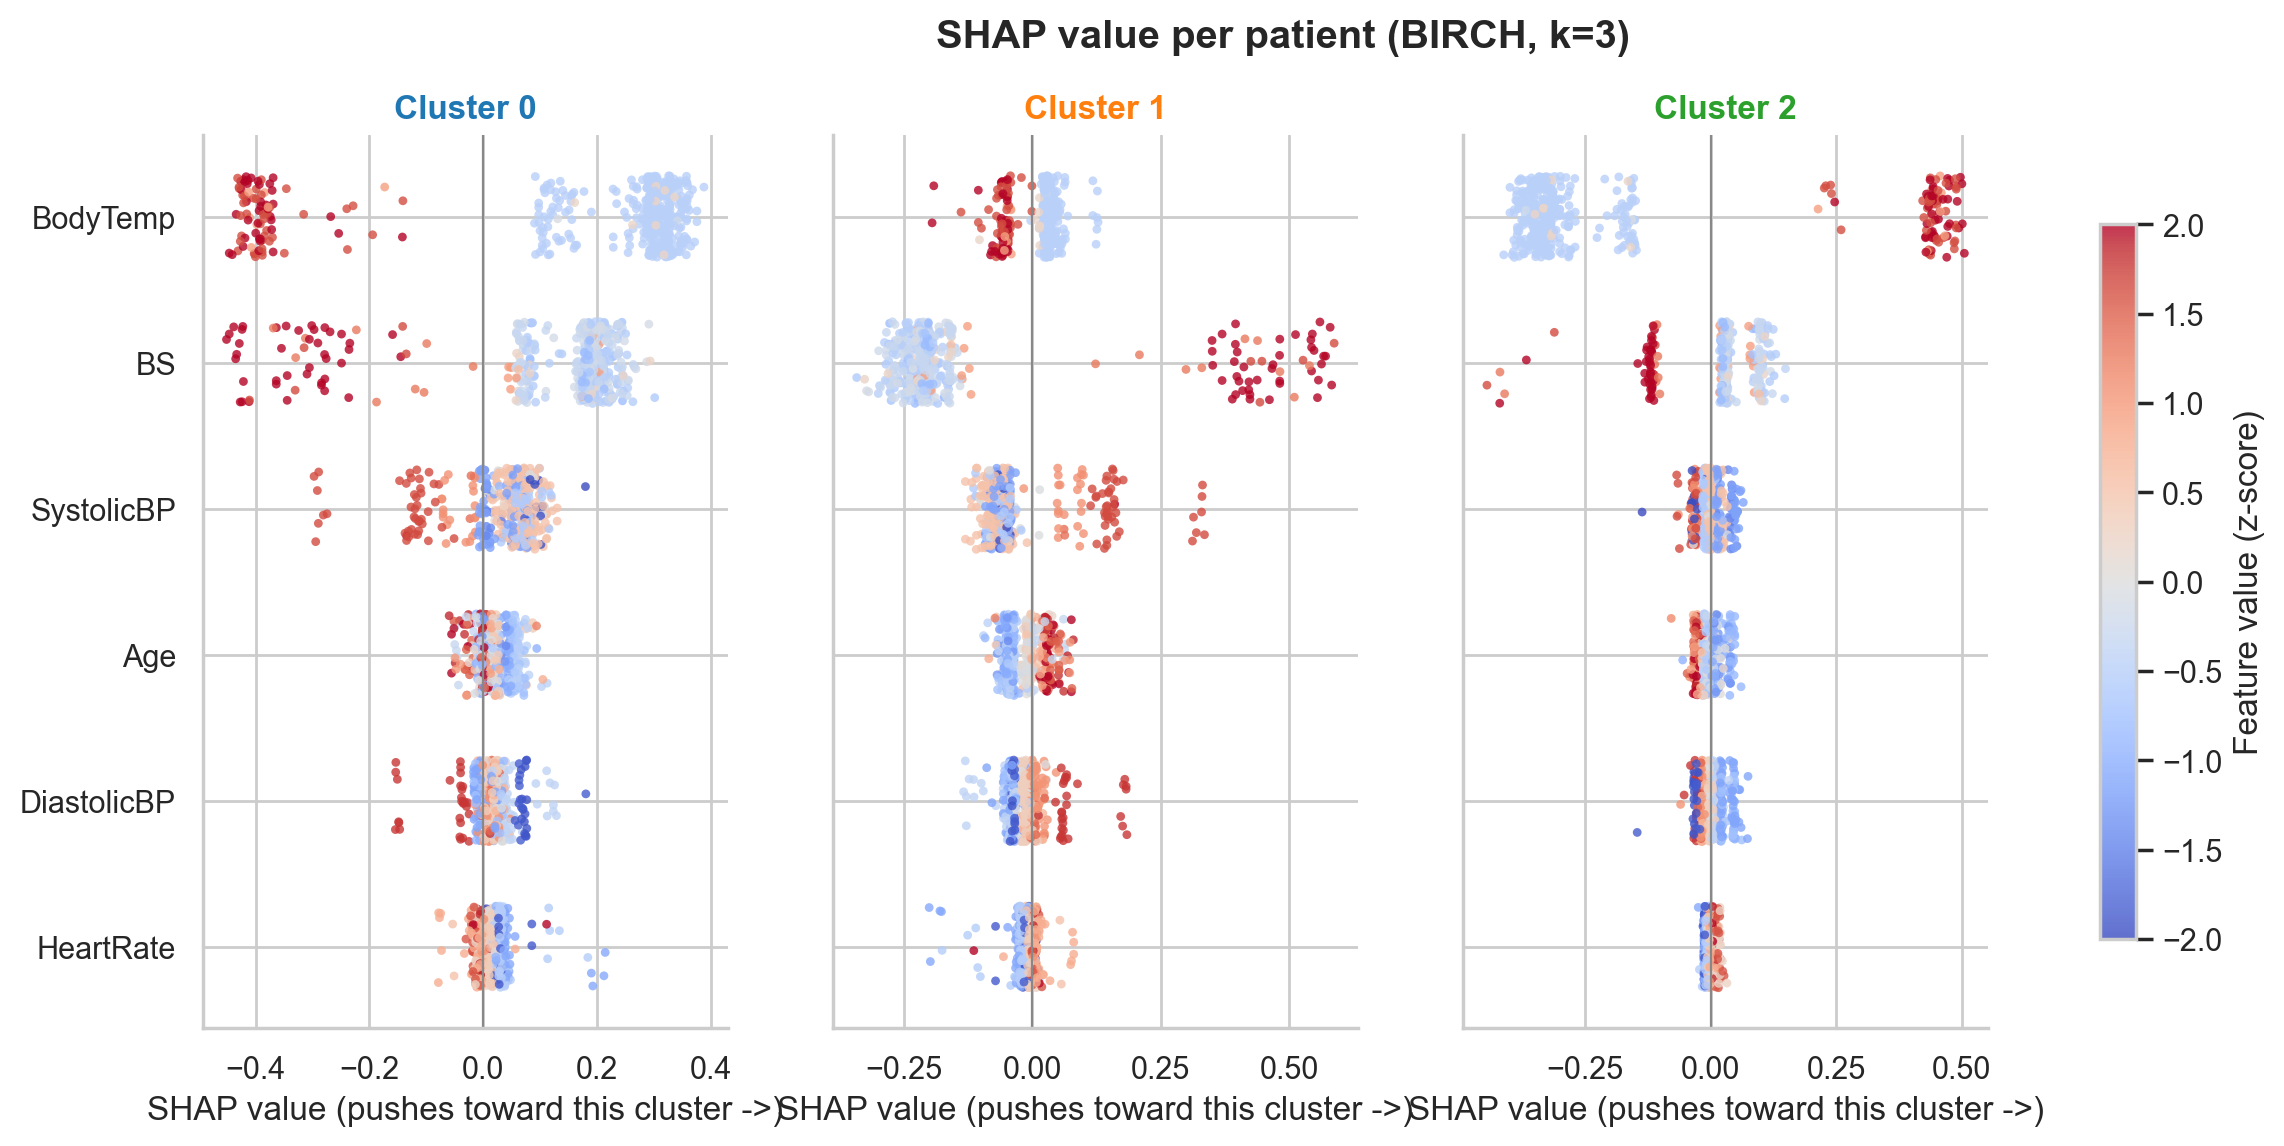 SHAP value per patient (BIRCH, k=3)
Cluster 0
Cluster 1
Cluster 2
BodyTemp
BS
SystolicBP
Age
DiastolicBP
HeartRate
−0.4 −0.2 0.0 0.2 0.4
−0.25 0.00 0.25 0.50
−0.25 0.00 0.25 0.50
SHAP value (pushes toward this cluster ->)
SHAP value (pushes toward this cluster ->)
SHAP value (pushes toward this cluster ->)
2.0
1.5
1.0
0.5
0.0
−0.5
−1.0
−1.5
−2.0
Feature value (z-score)